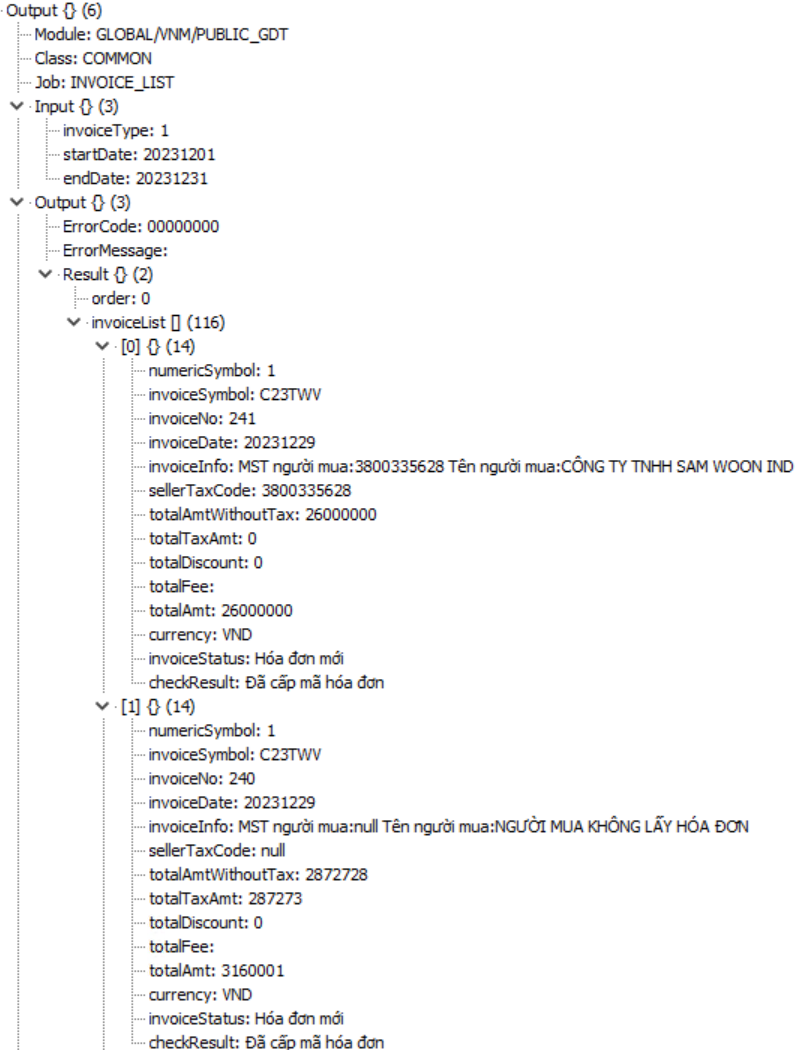 Output {} (6)
Module: GLOBAL/VNM/PUBLIC_GDT
Class: COMMON
Job: INVOICE_LIST
Input {} (3)
invoiceType: 1
startDate: 20231201
endDate: 20231231
Output {} (3)
ErrorCode: 00000000
ErrorMessage:
Result {} (2)
order: 0
invoiceList [] (116)
[0] {} (14)
numericSymbol: 1
invoiceSymbol: C23TWV
invoiceNo: 241
invoiceDate: 20231229
invoiceInfo: MST người mua:3800335628 Tên người mua:CÔNG TY TNHH SAM WOON IND
sellerTaxCode: 3800335628
totalAmtWithoutTax: 26000000
totalTaxAmt: 0
totalDiscount: 0
totalFee:
totalAmt: 26000000
currency: VND
invoiceStatus: Hóa đơn mới
checkResult: Đã cấp mã hóa đơn
[1] {} (14)
numericSymbol: 1
invoiceSymbol: C23TWV
invoiceNo: 240
invoiceDate: 20231229
invoiceInfo: MST người mua:null Tên người mua:NGƯỜI MUA KHÔNG LẤY HÓA ĐƠN
sellerTaxCode: null
totalAmtWithoutTax: 2872728
totalTaxAmt: 287273
totalDiscount: 0
totalFee:
totalAmt: 3160001
currency: VND
invoiceStatus: Hóa đơn mới
checkResult: Đã cấp mã hóa đơn